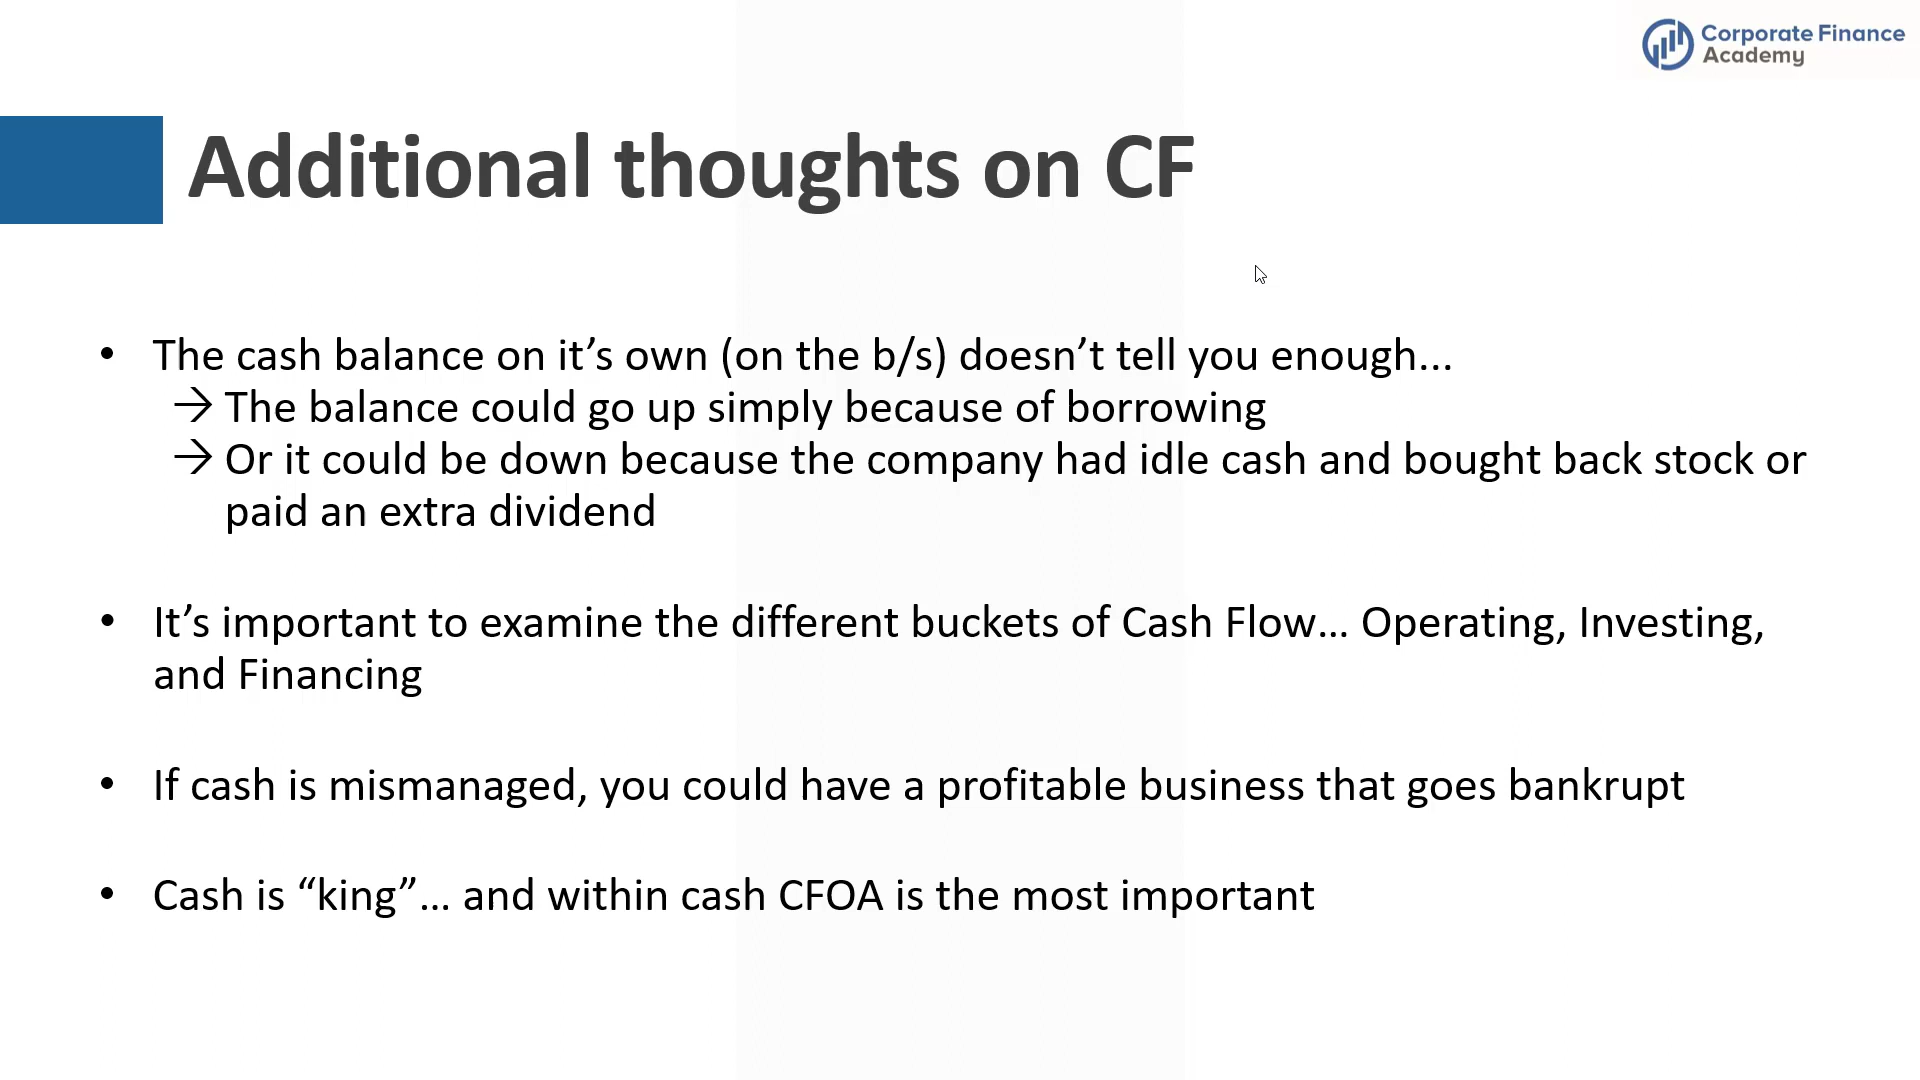 Corporate Finance
Academy
Additional thoughts on CF
• The cash balance on it’s own (on the b/s) doesn’t tell you enough...
→ The balance could go up simply because of borrowing
→ Or it could be down because the company had idle cash and bought back stock or
paid an extra dividend
• It’s important to examine the different buckets of Cash Flow… Operating, Investing,
and Financing
• If cash is mismanaged, you could have a profitable business that goes bankrupt
• Cash is “king”… and within cash CFOA is the most important